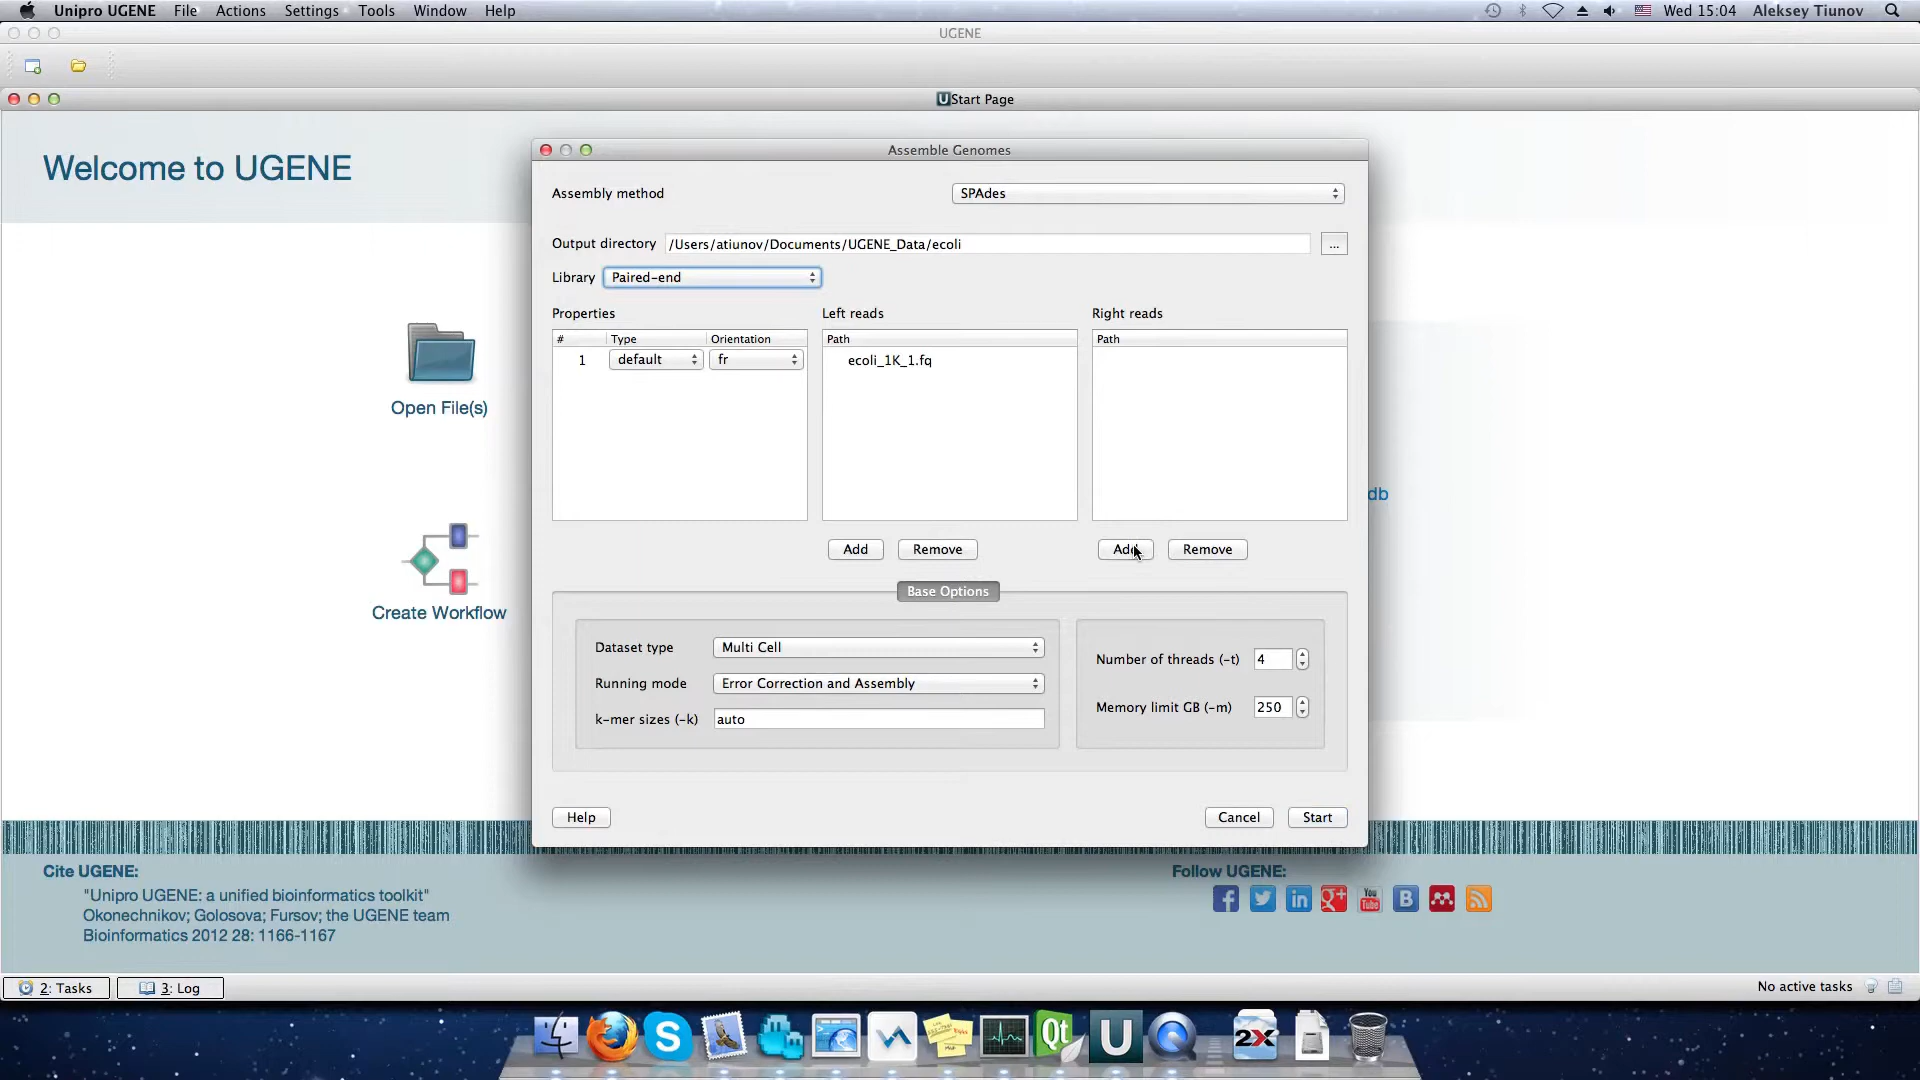 Unipro UGENE File Actions Settings Tools Window Help Wed 15:04 Aleksey Tiunov
UGENE
Start Page
Welcome to UGENE
Assemble Genomes
Assembly method SPAdes
Output directory /Users/atiunov/Documents/UGENE_Data/ecoli ...
Library Paired-end
Properties Left reads Right reads
# Type Orientation Path Path
1 default fr ecoli_1K_1.fq
Open File(s)
db
Add Remove Add Remove
Base Options
Create Workflow
Dataset type Multi Cell
Number of threads (-t) 4
Running mode Error Correction and Assembly
Memory limit GB (-m) 250
k-mer sizes (-k) auto
Help Cancel Start
Cite UGENE: Follow UGENE:
"Unipro UGENE: a unified bioinformatics toolkit"
Okonechnikov; Golosova; Fursov; the UGENE team
Bioinformatics 2012 28: 1166-1167
2: Tasks 3: Log No active tasks